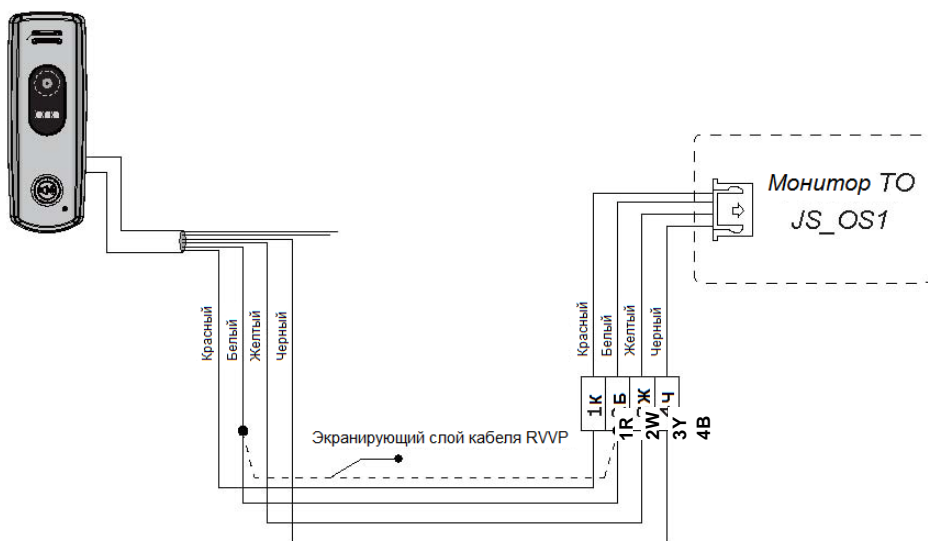 Монитор TO
JS_OS1
Красный
Белый
Желтый
Черный
Красный
Белый
Желтый
Черный
1К
Б
Ж
Ч
1R
2W
3Y
4B
Экранирующий слой кабеля RVVP